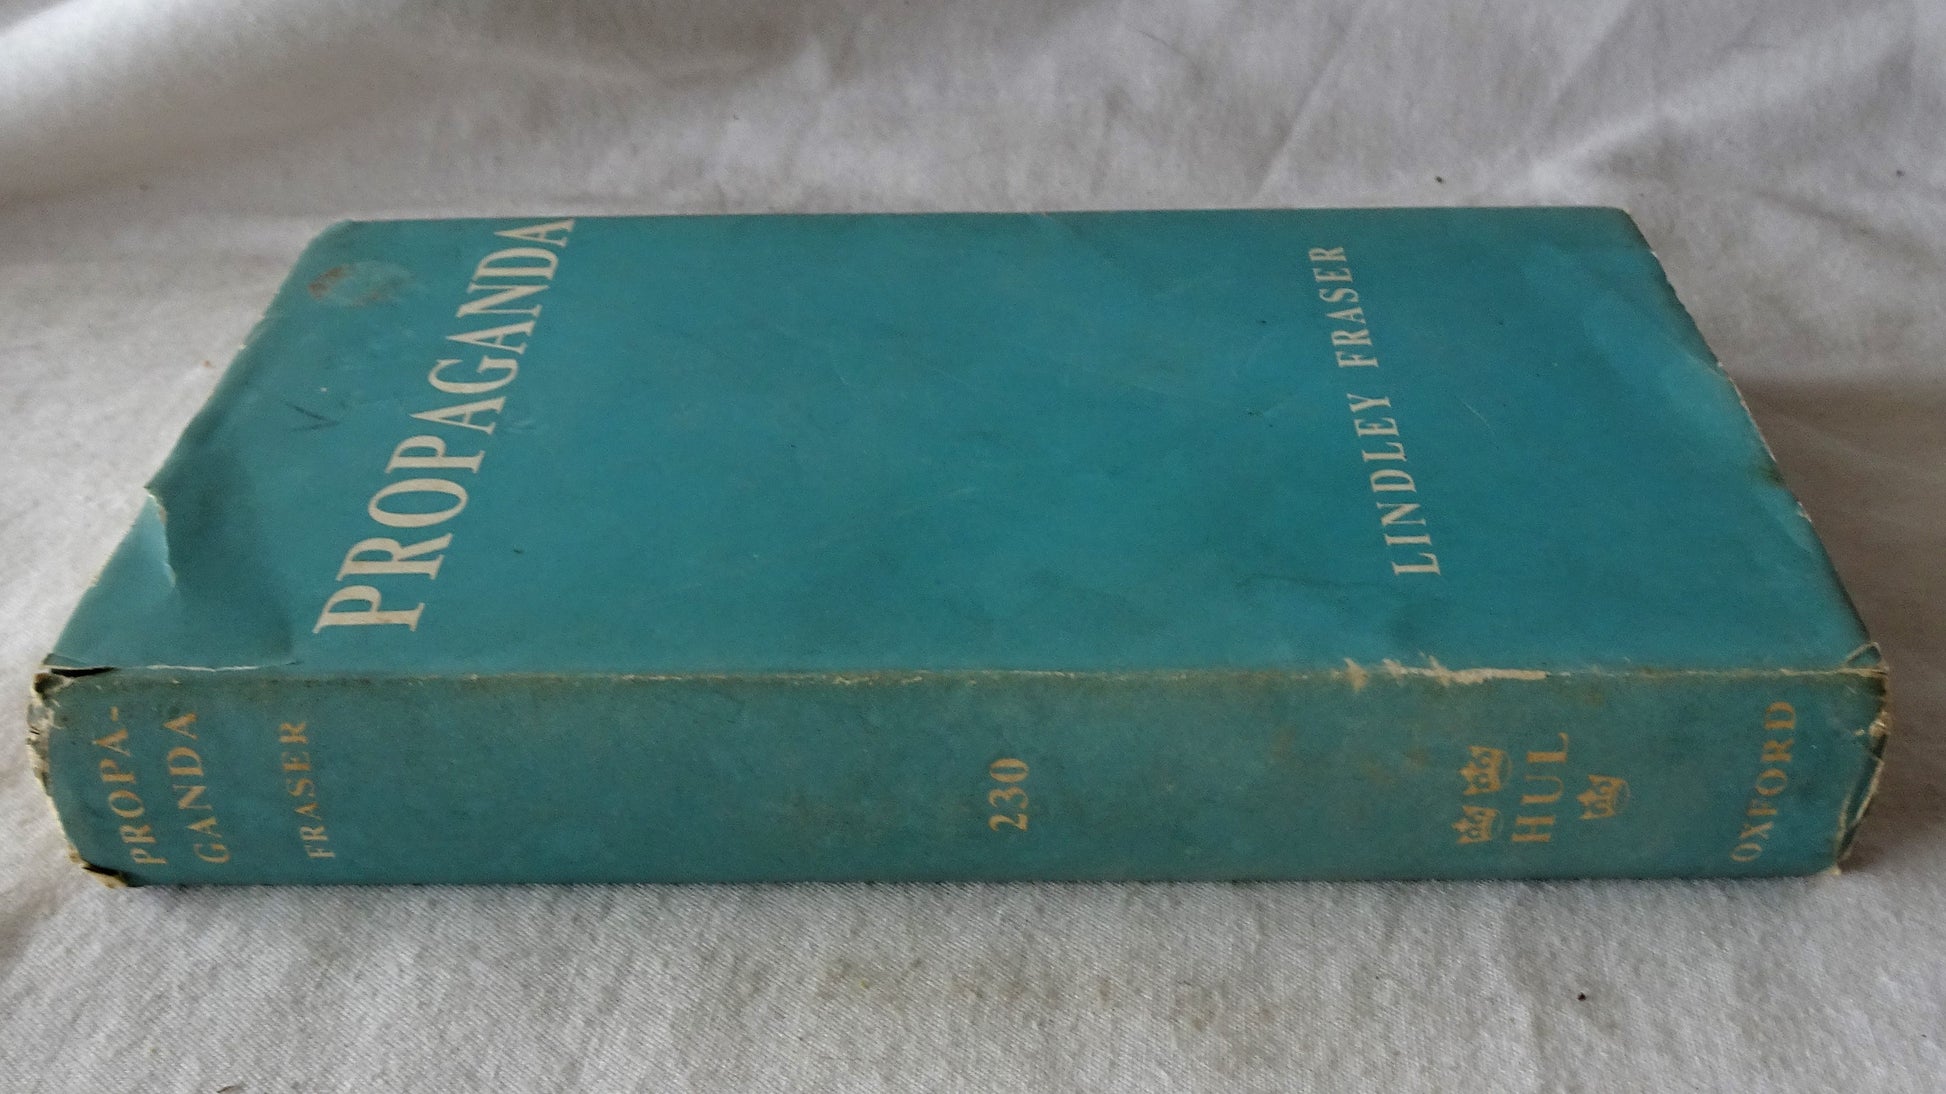 PROPAGANDA
LINDLEY FRASER
PROPA-
GANDA
FRASER
230
HUL
OXFORD